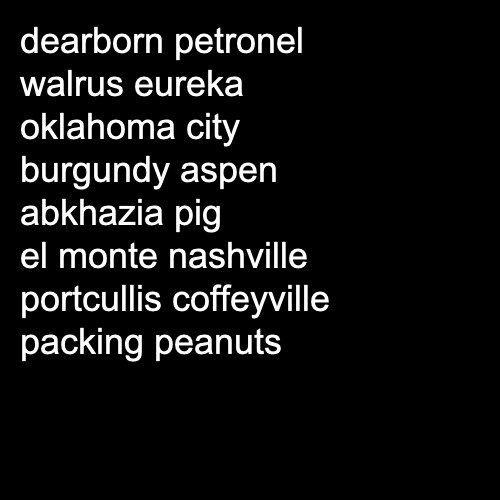 dearborn petronel
walrus eureka
oklahoma city
burgundy aspen
abkhazia pig
el monte nashville
portcullis coffeyville
packing peanuts